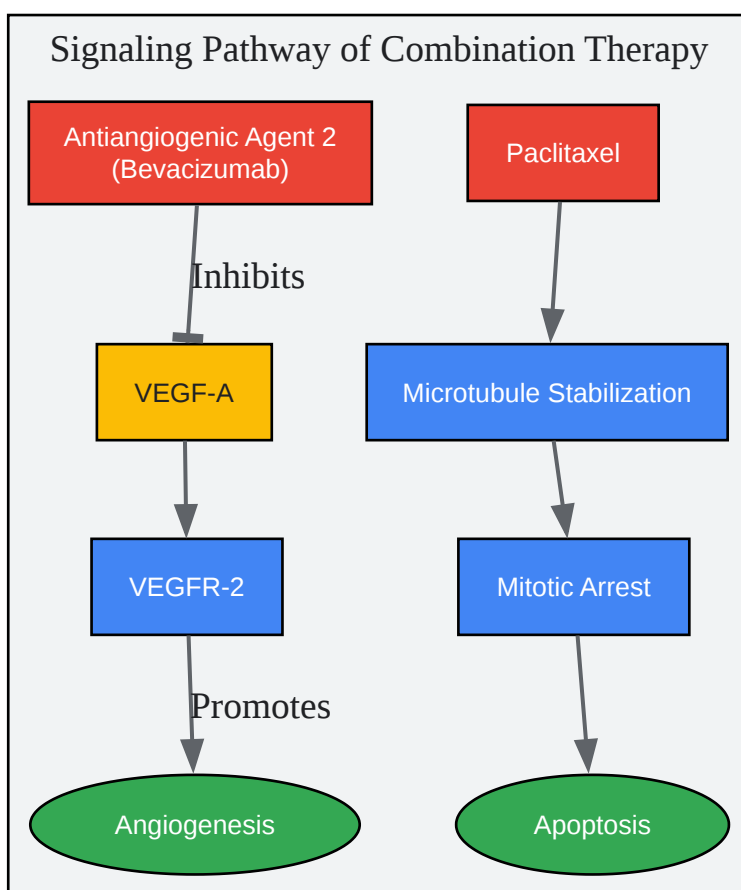 Signaling Pathway of Combination Therapy
Antiangiogenic Agent 2
(Bevacizumab)
Paclitaxel
Inhibits
VEGF-A
Microtubule Stabilization
VEGFR-2
Mitotic Arrest
Promotes
Angiogenesis
Apoptosis